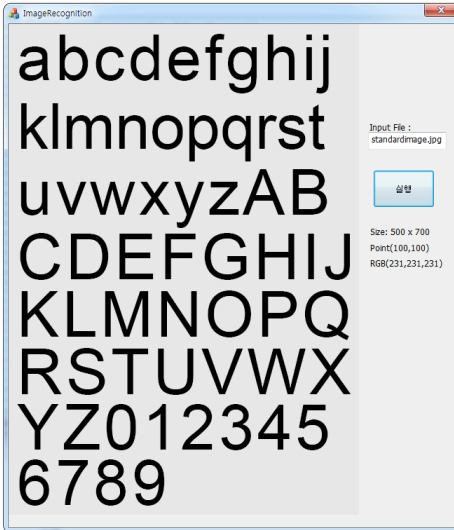 ImageRecognition
abcdefghij
klmnopqrst
uvwxyzAB
CDEFGHIJ
KLMNOPQ
RSTUVWX
YZ012345
6789
Input File :
standardimage.jpg
실행
Size: 500 x 700
Point(100,100)
RGB(231,231,231)